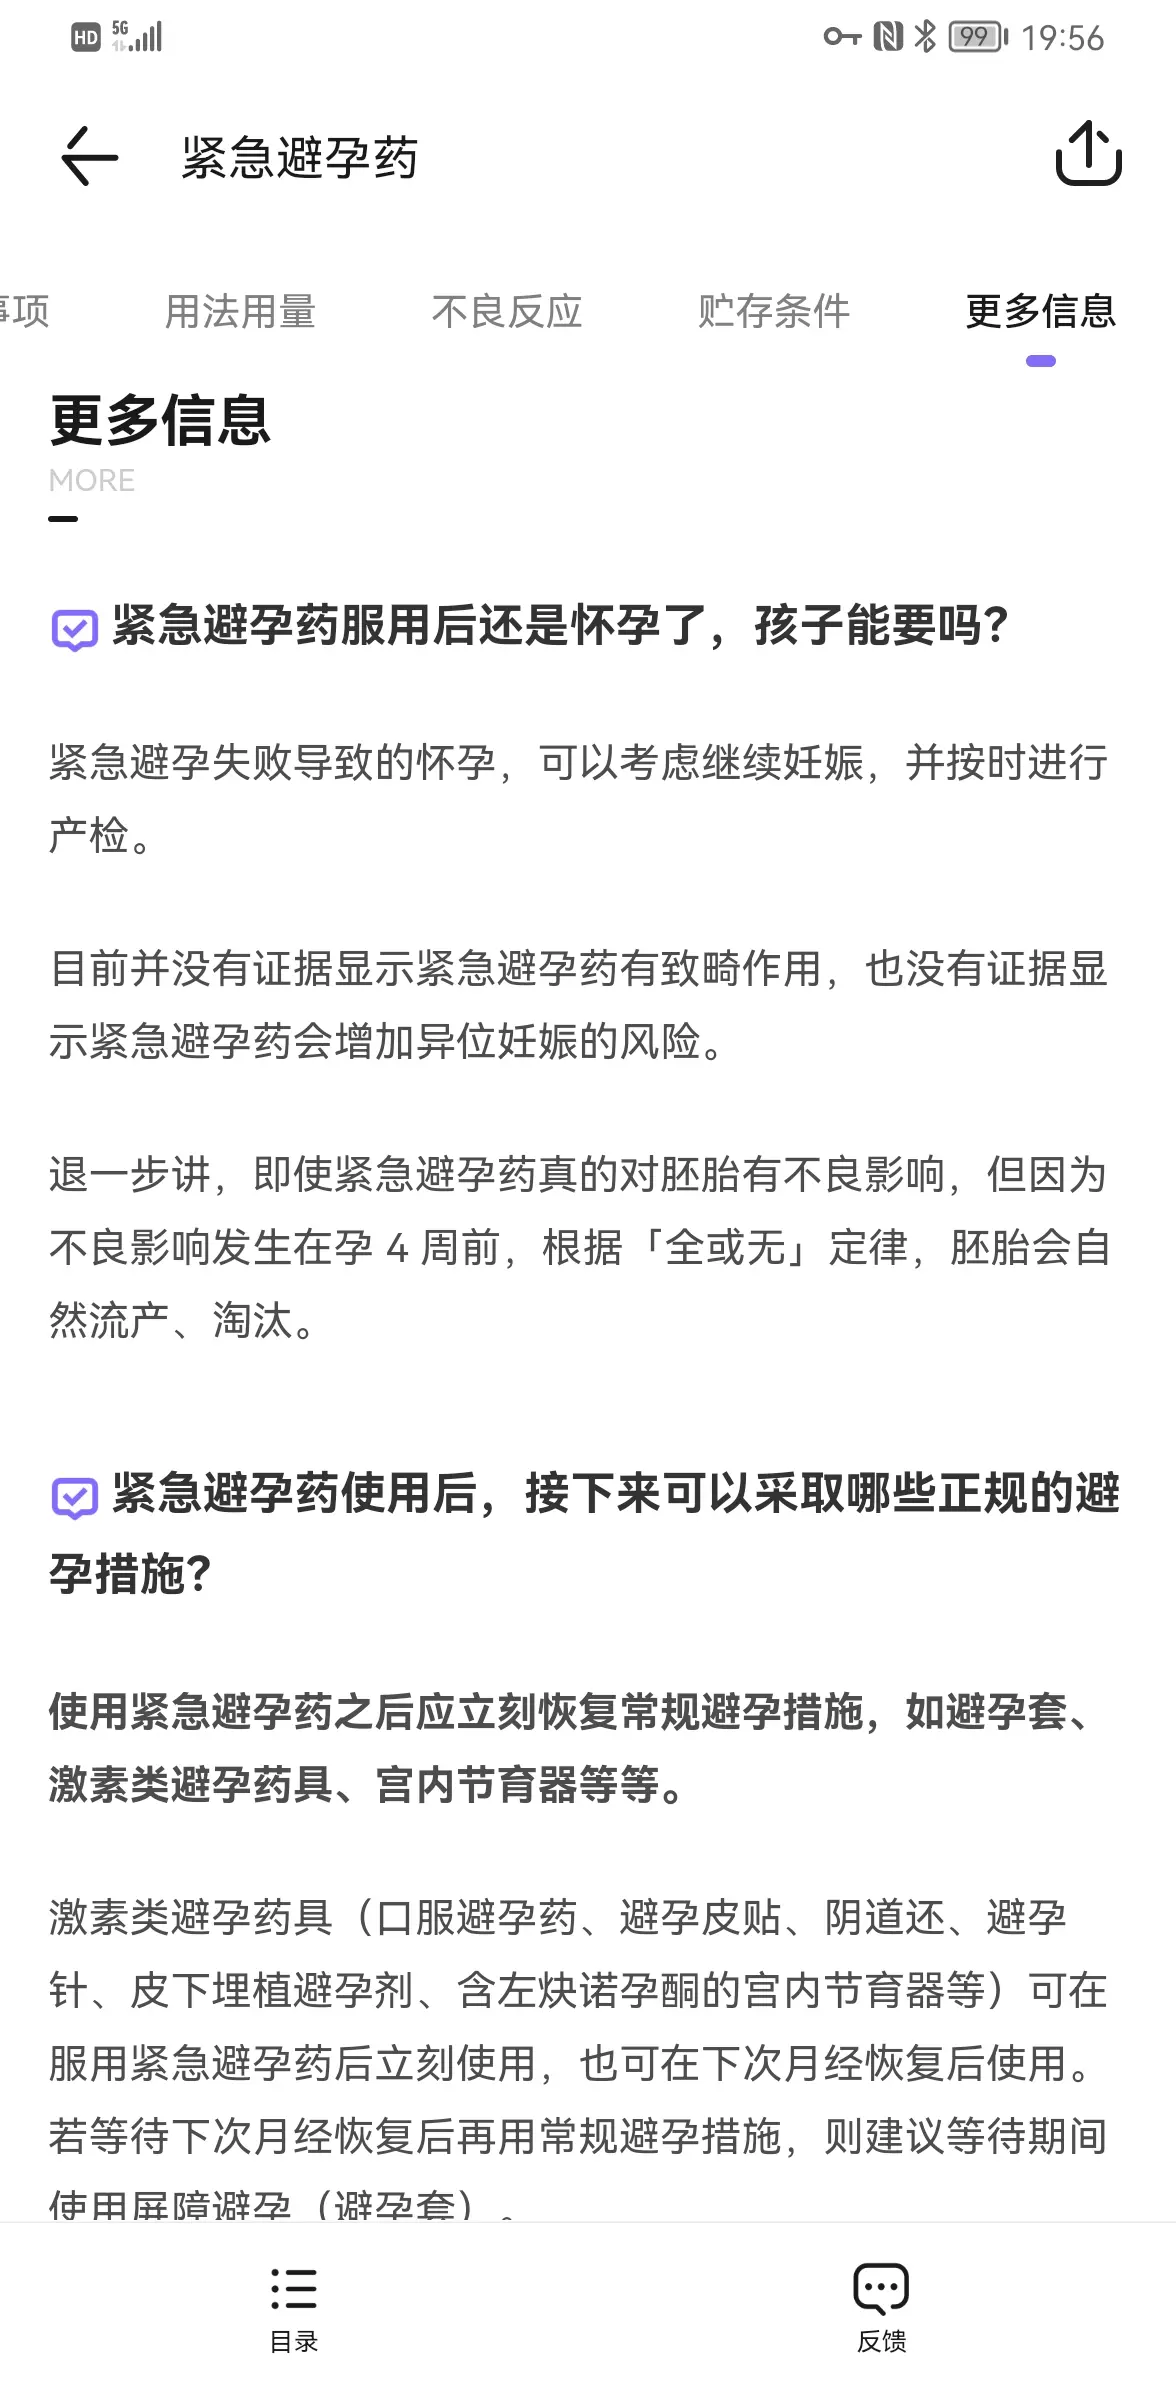 HD 5G 99 19:56
紧急避孕药
事项 用法用量 不良反应 贮存条件 更多信息
更多信息
MORE
紧急避孕药服用后还是怀孕了，孩子能要吗？
紧急避孕失败导致的怀孕，可以考虑继续妊娠，并按时进行
产检。
目前并没有证据显示紧急避孕药有致畸作用，也没有证据显
示紧急避孕药会增加异位妊娠的风险。
退一步讲，即使紧急避孕药真的对胚胎有不良影响，但因为
不良影响发生在孕 4 周前，根据「全或无」定律，胚胎会自
然流产、淘汰。
紧急避孕药使用后，接下来可以采取哪些正规的避
孕措施？
使用紧急避孕药之后应立刻恢复常规避孕措施，如避孕套、
激素类避孕药具、宫内节育器等等。
激素类避孕药具（口服避孕药、避孕皮贴、阴道还、避孕
针、皮下埋植避孕剂、含左炔诺孕酮的宫内节育器等）可在
服用紧急避孕药后立刻使用，也可在下次月经恢复后使用。
若等待下次月经恢复后再用常规避孕措施，则建议等待期间
使用屏障避孕（避孕套）。
目录 反馈